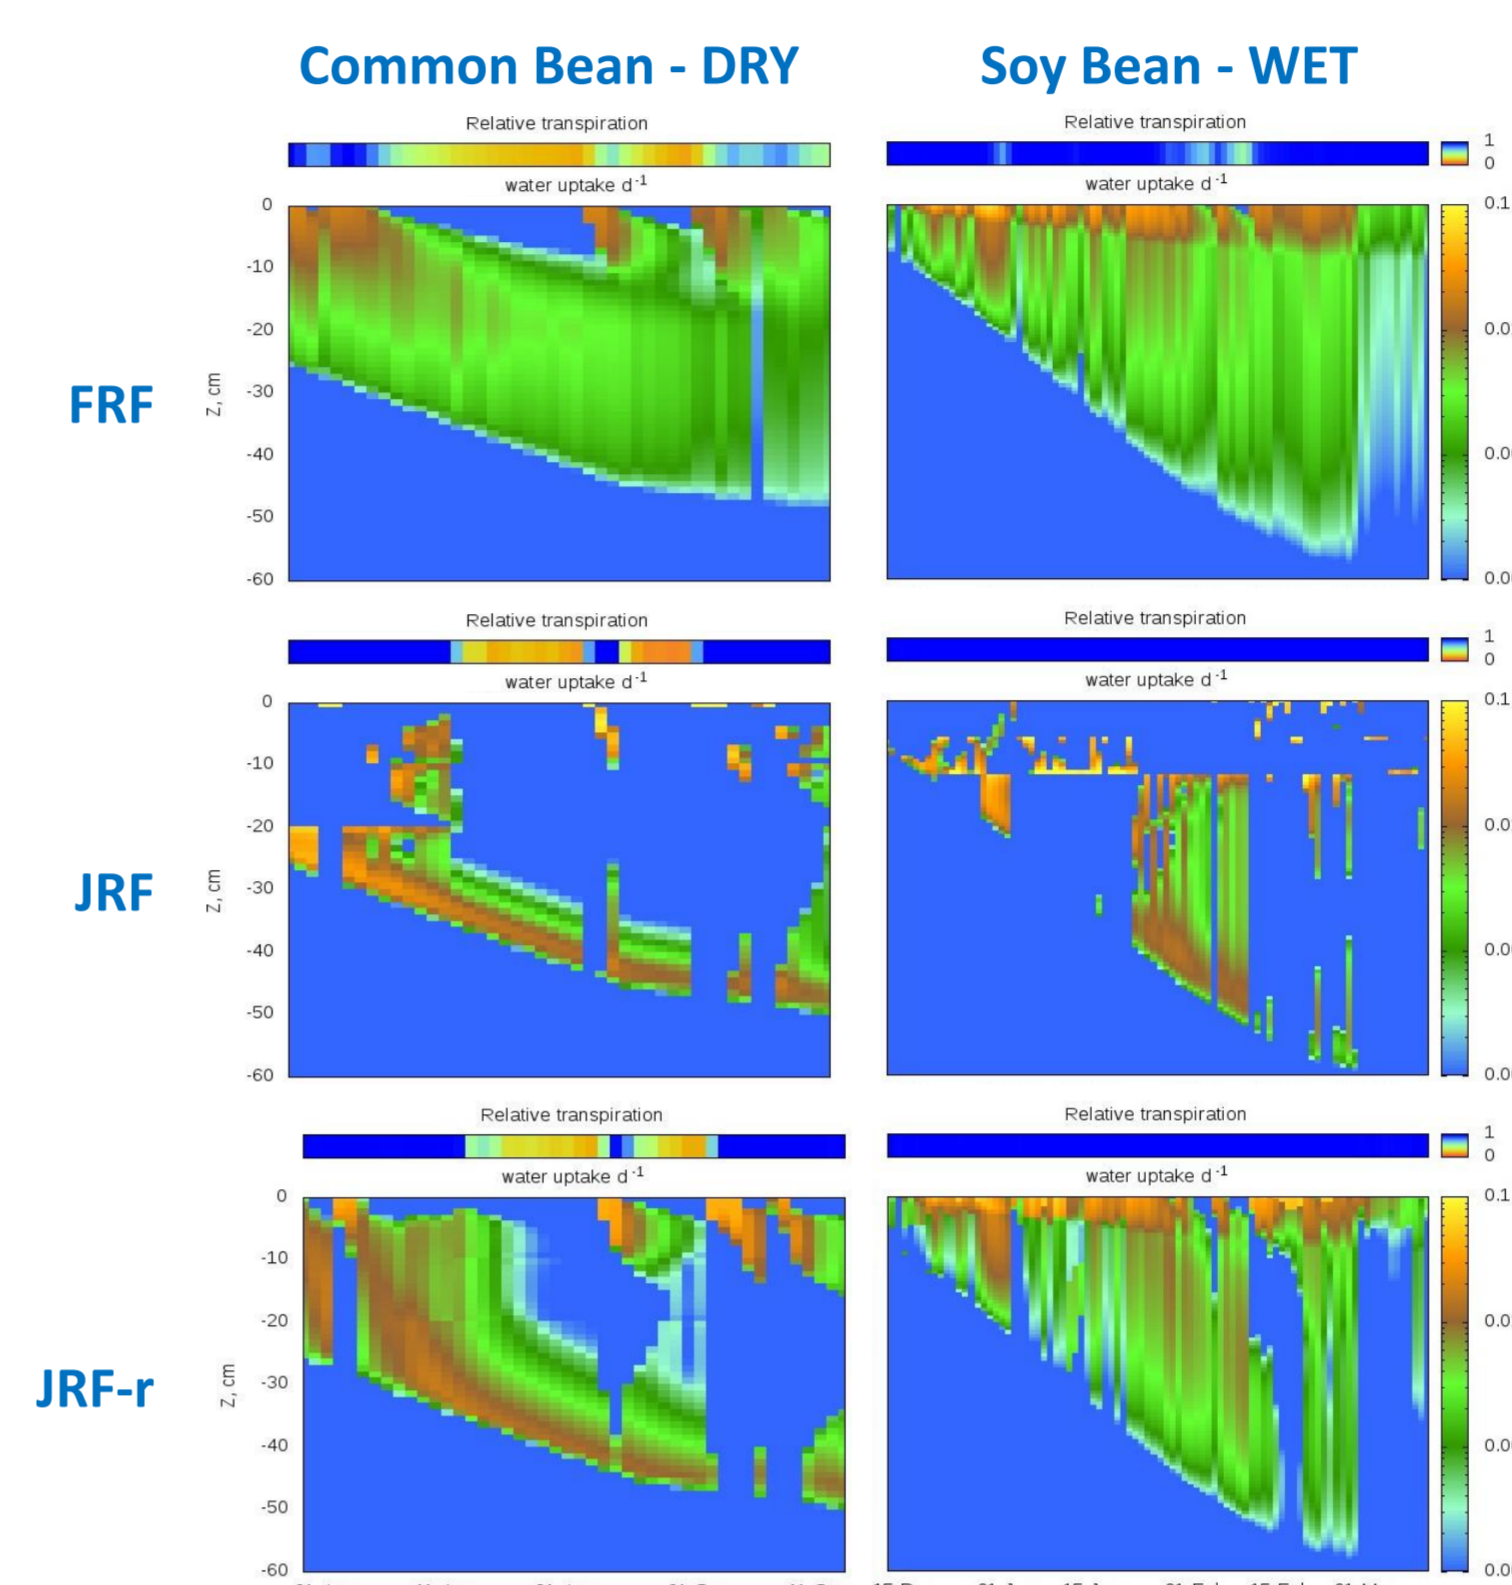 Common Bean - DRY Soy Bean - WET
Relative transpiration Relative transpiration
1
0
water uptake d-1 water uptake d-1
FRF
Z, cm
0
-10
-20
-30
-40
-50
-60
0.1
Relative transpiration Relative transpiration
1
0
water uptake d-1 water uptake d-1
JRF
Z, cm
0
-10
-20
-30
-40
-50
-60
0.1
Relative transpiration Relative transpiration
1
0
water uptake d-1 water uptake d-1
JRF-r
Z, cm
0
-10
-20
-30
-40
-50
-60
0.1